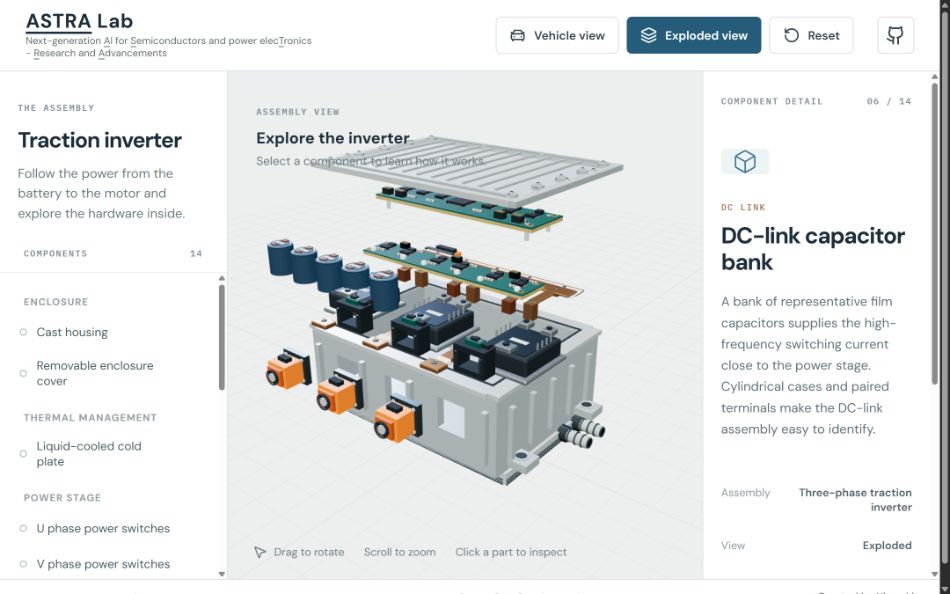 ASTRA Lab
Next-generation AI for Semiconductors and power elecTronics
- Research and Advancements
Vehicle view
Exploded view
Reset
THE ASSEMBLY
Traction inverter
Follow the power from the
battery to the motor and
explore the hardware inside.
COMPONENTS 14
ENCLOSURE
Cast housing
Removable enclosure
cover
THERMAL MANAGEMENT
Liquid-cooled cold
plate
POWER STAGE
U phase power switches
V phase power switches
ASSEMBLY VIEW
Explore the inverter
Select a component to learn how it works.
Drag to rotate
Scroll to zoom
Click a part to inspect
COMPONENT DETAIL 06 / 14
DC LINK
DC-link capacitor
bank
A bank of representative film
capacitors supplies the high-
frequency switching current
close to the power stage.
Cylindrical cases and paired
terminals make the DC-link
assembly easy to identify.
Assembly Three-phase traction
inverter
View Exploded